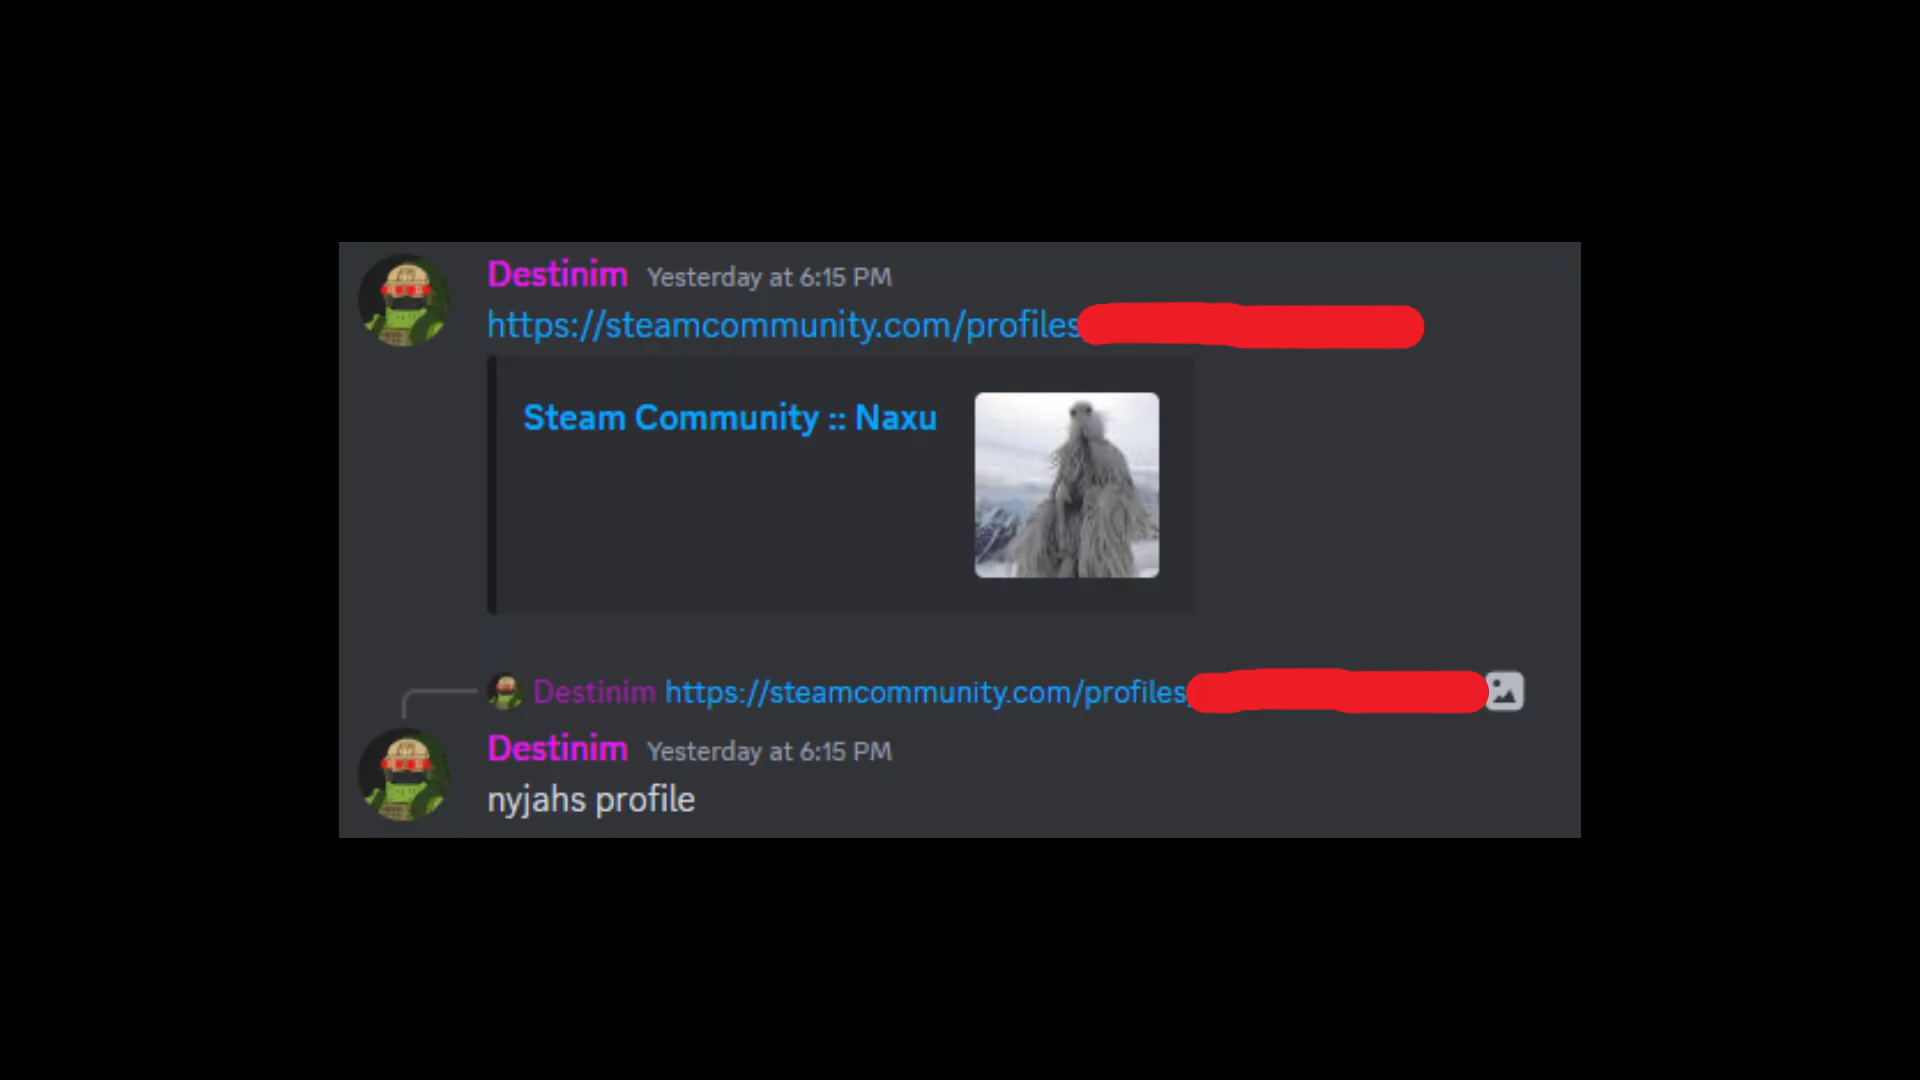 Destinim Yesterday at 6:15 PM
https://steamcommunity.com/profiles
Steam Community :: Naxu
Destinim https://steamcommunity.com/profiles
Destinim Yesterday at 6:15 PM
nyjahs profile